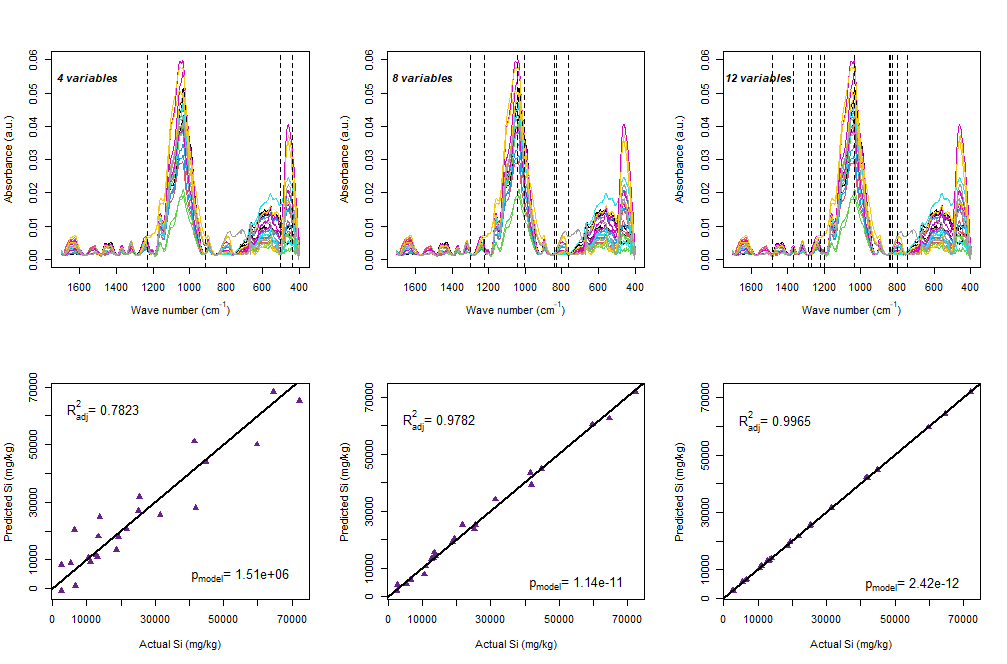 4 variables
Absorbance (a.u.)
0.00 0.01 0.02 0.03 0.04 0.05 0.06
1600 1400 1200 1000 800 600 400
Wave number (cm⁻¹)
8 variables
Absorbance (a.u.)
0.00 0.01 0.02 0.03 0.04 0.05 0.06
1600 1400 1200 1000 800 600 400
Wave number (cm⁻¹)
12 variables
Absorbance (a.u.)
0.00 0.01 0.02 0.03 0.04 0.05 0.06
1600 1400 1200 1000 800 600 400
Wave number (cm⁻¹)
R²adj= 0.7823
Predicted Si (mg/kg)
0 10000 30000 50000 70000
pmodel= 1.51e+06
0 10000 30000 50000 70000
Actual Si (mg/kg)
R²adj= 0.9782
Predicted Si (mg/kg)
0 10000 30000 50000 70000
pmodel= 1.14e-11
0 10000 30000 50000 70000
Actual Si (mg/kg)
R²adj= 0.9965
Predicted Si (mg/kg)
0 10000 30000 50000 70000
pmodel= 2.42e-12
0 10000 30000 50000 70000
Actual Si (mg/kg)